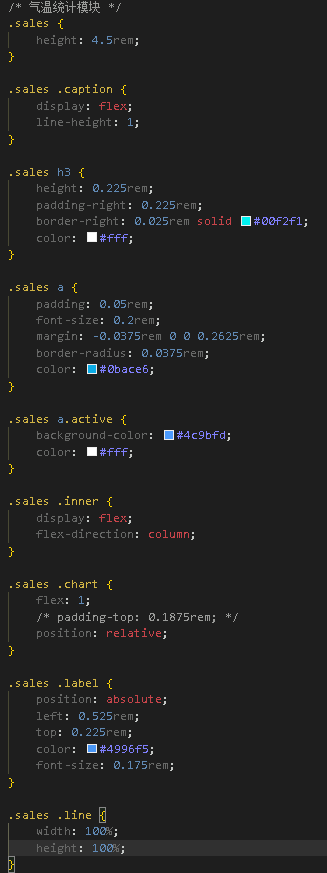 /* 气温统计模块 */
.sales {
    height: 4.5rem;
}

.sales .caption {
    display: flex;
    line-height: 1;
}

.sales h3 {
    height: 0.225rem;
    padding-right: 0.225rem;
    border-right: 0.025rem solid #00f2f1;
    color: #fff;
}

.sales a {
    padding: 0.05rem;
    font-size: 0.2rem;
    margin: -0.0375rem 0 0 0.2625rem;
    border-radius: 0.0375rem;
    color: #0bace6;
}

.sales a.active {
    background-color: #4c9bfd;
    color: #fff;
}

.sales .inner {
    display: flex;
    flex-direction: column;
}

.sales .chart {
    flex: 1;
    /* padding-top: 0.1875rem; */
    position: relative;
}

.sales .label {
    position: absolute;
    left: 0.525rem;
    top: 0.225rem;
    color: #4996f5;
    font-size: 0.175rem;
}

.sales .line {
    width: 100%;
    height: 100%;
}